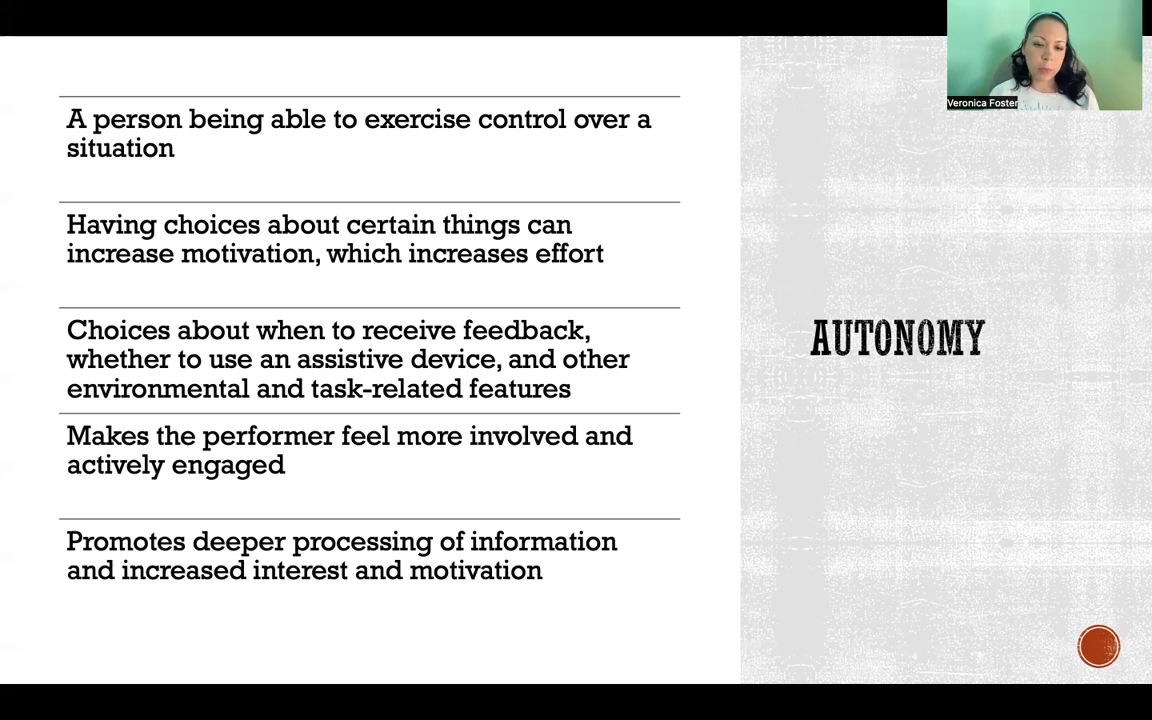 A person being able to exercise control over a
situation
Having choices about certain things can
increase motivation, which increases effort
Choices about when to receive feedback,
whether to use an assistive device, and other
environmental and task-related features
Makes the performer feel more involved and
actively engaged
Promotes deeper processing of information
and increased interest and motivation
AUTONOMY
Veronica Foster